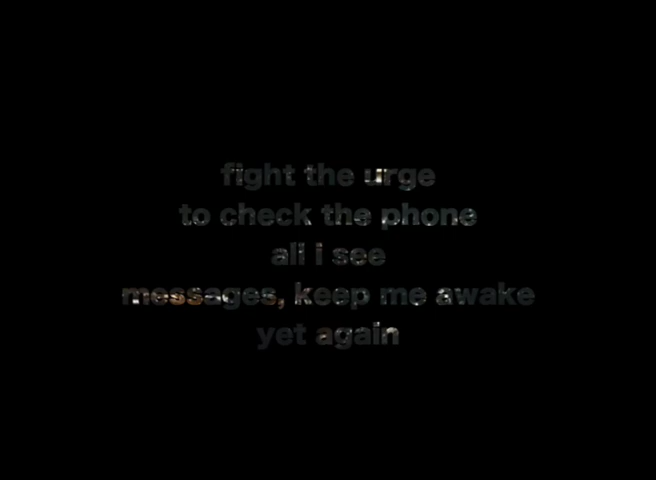 fight the urge
to check the phone
all i see
messages, keep me awake
yet again